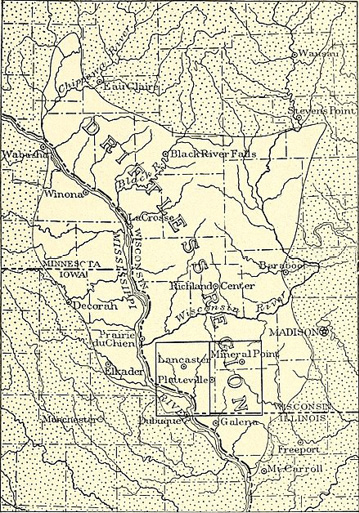 Wausau
Chippewa River
Eau Claire
Stevens Point
DRIFTLESS REGION
Wabasha
Black River Falls
Black R.
Winona
La Crosse
MINNESOTA
IOWA
WISCONSIN
MISSISSIPPI
Baraboo
Richland Center
Decorah
Wisconsin River
MADISON
Prairie
du Chien
Mineral Point
Lancaster
Platteville
Elkader
WISCONSIN
ILLINOIS
Manchester
Dubuque
Galena
Freeport
Mt. Carroll